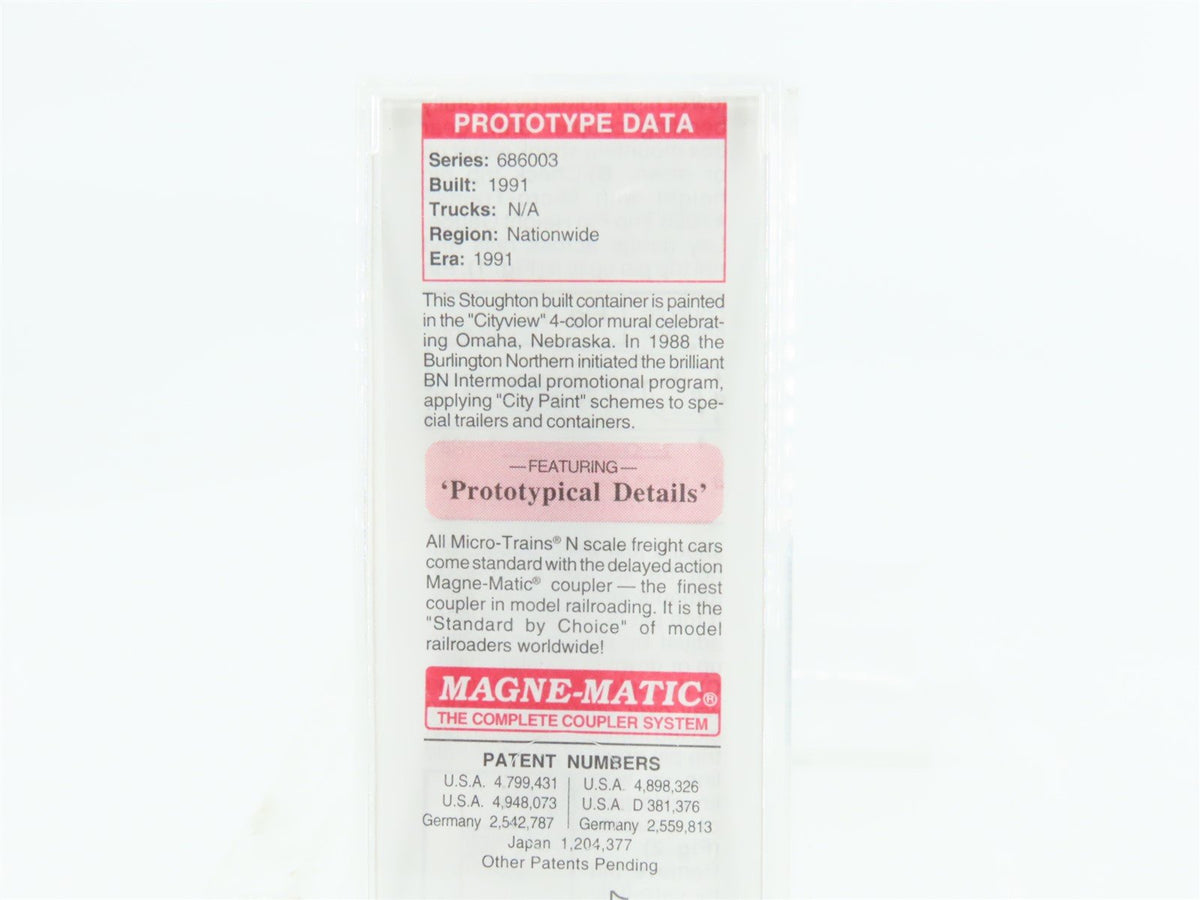 PROTOTYPE DATA
Series: 686003
Built: 1991
Trucks: N/A
Region: Nationwide
Era: 1991
This Stoughton built container is painted
in the "Cityview" 4-color mural celebrat-
ing Omaha, Nebraska. In 1988 the
Burlington Northern initiated the brilliant
BN Intermodal promotional program,
applying "City Paint" schemes to spe-
cial trailers and containers.
—FEATURING—
'Prototypical Details'
All Micro-Trains® N scale freight cars
come standard with the delayed action
Magne-Matic® coupler — the finest
coupler in model railroading. It is the
"Standard by Choice" of model
railroaders worldwide!
MAGNE-MATIC®
THE COMPLETE COUPLER SYSTEM
PATENT NUMBERS
U.S.A. 4.799,431 U.S.A. 4,898,326
U.S.A. 4,948,073 U.S.A. D 381,376
Germany 2,542,787 Germany 2,559,813
Japan 1,204,377
Other Patents Pending